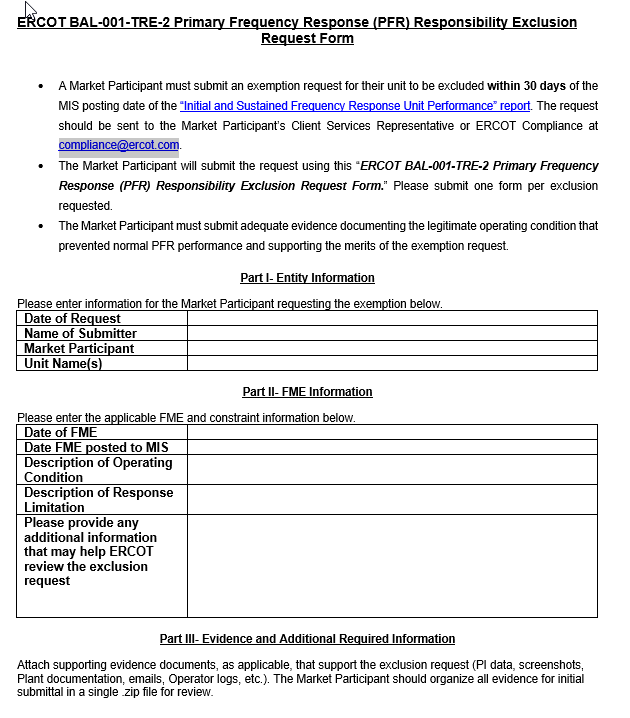 ERCOT BAL-001-TRE-2 Primary Frequency Response (PFR) Responsibility Exclusion
Request Form
• A Market Participant must submit an exemption request for their unit to be excluded within 30 days of the
MIS posting date of the "Initial and Sustained Frequency Response Unit Performance" report. The request
should be sent to the Market Participant's Client Services Representative or ERCOT Compliance at
compliance@ercot.com.
• The Market Participant will submit the request using this "ERCOT BAL-001-TRE-2 Primary Frequency
Response (PFR) Responsibility Exclusion Request Form." Please submit one form per exclusion
requested.
• The Market Participant must submit adequate evidence documenting the legitimate operating condition that
prevented normal PFR performance and supporting the merits of the exemption request.
Part I- Entity Information
Please enter information for the Market Participant requesting the exemption below.
Date of Request
Name of Submitter
Market Participant
Unit Name(s)
Part II- FME Information
Please enter the applicable FME and constraint information below.
Date of FME
Date FME posted to MIS
Description of Operating
Condition
Description of Response
Limitation
Please provide any
additional information
that may help ERCOT
review the exclusion
request
Part III- Evidence and Additional Required Information
Attach supporting evidence documents, as applicable, that support the exclusion request (PI data, screenshots,
Plant documentation, emails, Operator logs, etc.). The Market Participant should organize all evidence for initial
submittal in a single .zip file for review.